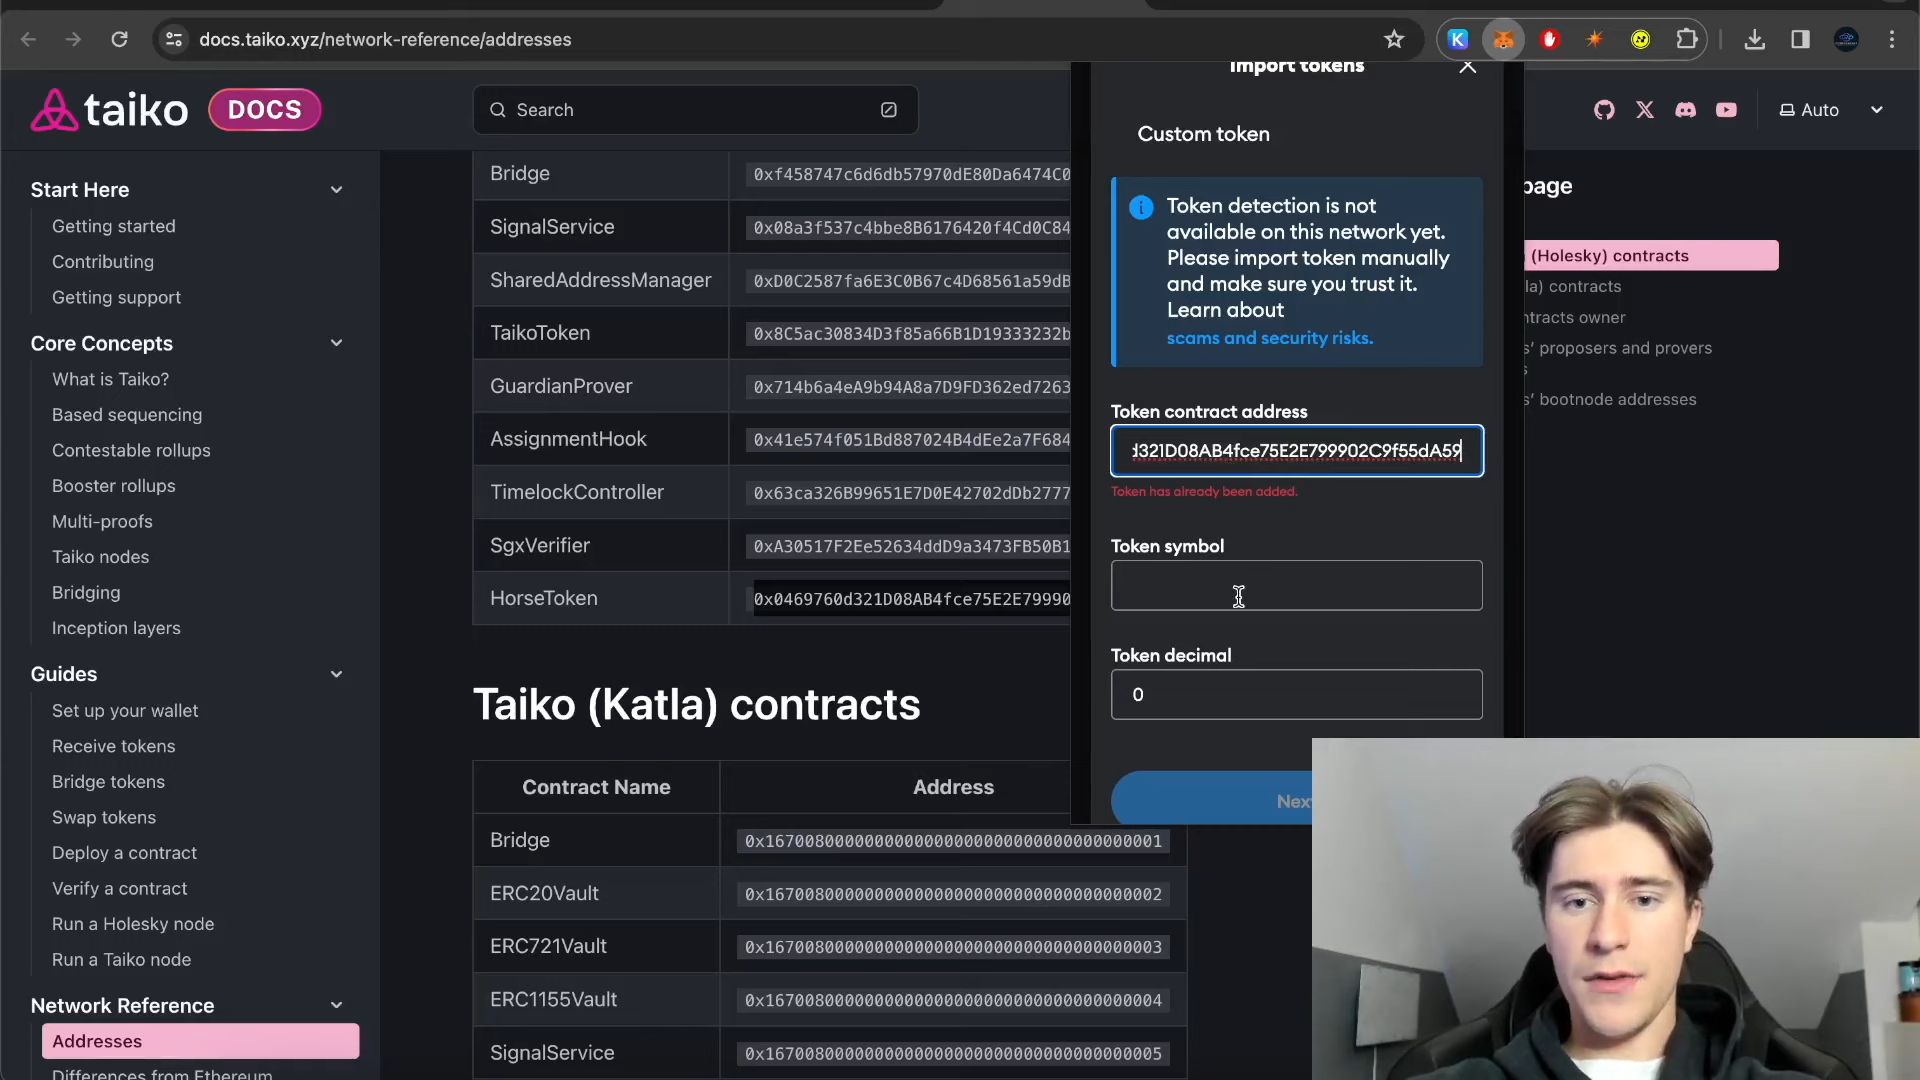 docs.taiko.xyz/network-reference/addresses
taiko DOCS
Search
Auto
Start Here
Getting started
Contributing
Getting support
Core Concepts
What is Taiko?
Based sequencing
Contestable rollups
Booster rollups
Multi-proofs
Taiko nodes
Bridging
Inception layers
Guides
Set up your wallet
Receive tokens
Bridge tokens
Swap tokens
Deploy a contract
Verify a contract
Run a Holesky node
Run a Taiko node
Network Reference
Addresses
Differences from Ethereum
Bridge 0xf458747c6d6db57970dE80Da6474C0
SignalService 0x08a3f537c4bbe8B6176420f4Cd0C84
SharedAddressManager 0xD0C2587fa6E3C0B67c4D68561a59dB
TaikoToken 0x8C5ac30834D3f85a66B1D19333232b
GuardianProver 0x714b6a4eA9b94A8a7D9FD362ed7263
AssignmentHook 0x41e574f051Bd887024B4dEe2a7F684
TimelockController 0x63ca326B99651E7D0E42702dDb2777
SgxVerifier 0xA30517F2Ee52634ddD9a3473FB50B1
HorseToken 0x0469760d321D08AB4fce75E2E79990
Taiko (Katla) contracts
Contract Name Address
Bridge 0x1670080000000000000000000000000000000001
ERC20Vault 0x1670080000000000000000000000000000000002
ERC721Vault 0x1670080000000000000000000000000000000003
ERC1155Vault 0x1670080000000000000000000000000000000004
SignalService 0x1670080000000000000000000000000000000005
Import tokens
Custom token
Token detection is not
available on this network yet.
Please import token manually
and make sure you trust it.
Learn about
scams and security risks.
Token contract address
d321D08AB4fce75E2E799902C9f55dA59
Token has already been added.
Token symbol
Token decimal
0
Nex
page
(Holesky) contracts
la) contracts
ntracts owner
s' proposers and provers
s
s' bootnode addresses